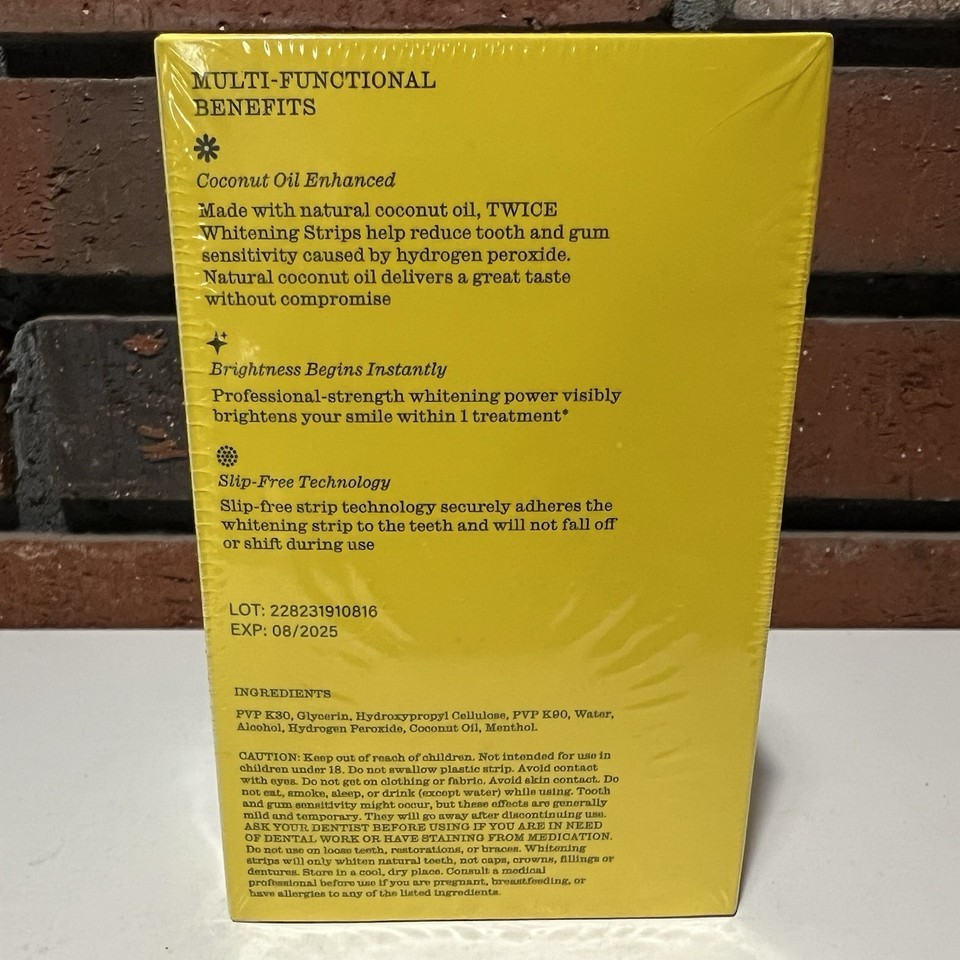 MULTI-FUNCTIONAL
BENEFITS
Coconut Oil Enhanced
Made with natural coconut oil, TWICE
Whitening Strips help reduce tooth and gum
sensitivity caused by hydrogen peroxide.
Natural coconut oil delivers a great taste
without compromise
Brightness Begins Instantly
Professional-strength whitening power visibly
brightens your smile within 1 treatment*
Slip-Free Technology
Slip-free strip technology securely adheres the
whitening strip to the teeth and will not fall off
or shift during use
LOT: 228231910816
EXP: 08/2025
INGREDIENTS
PVP K30, Glycerin, Hydroxypropyl Cellulose, PVP K90, Water,
Alcohol, Hydrogen Peroxide, Coconut Oil, Menthol.
CAUTION: Keep out of reach of children. Not intended for use in
children under 18. Do not swallow plastic strip. Avoid contact
with eyes. Do not get on clothing or fabric. Avoid skin contact. Do
not eat, smoke, sleep, or drink (except water) while using. Tooth
and gum sensitivity might occur, but these effects are generally
mild and temporary. They will go away after discontinuing use.
ASK YOUR DENTIST BEFORE USING IF YOU ARE IN NEED
OF DENTAL WORK OR HAVE STAINING FROM MEDICATION.
Do not use on loose teeth, restorations, or braces. Whitening
strips will only whiten natural teeth, not caps, crowns, fillings or
dentures. Store in a cool, dry place. Consult a medical
professional before use if you are pregnant, breastfeeding, or
have allergies to any of the listed ingredients.